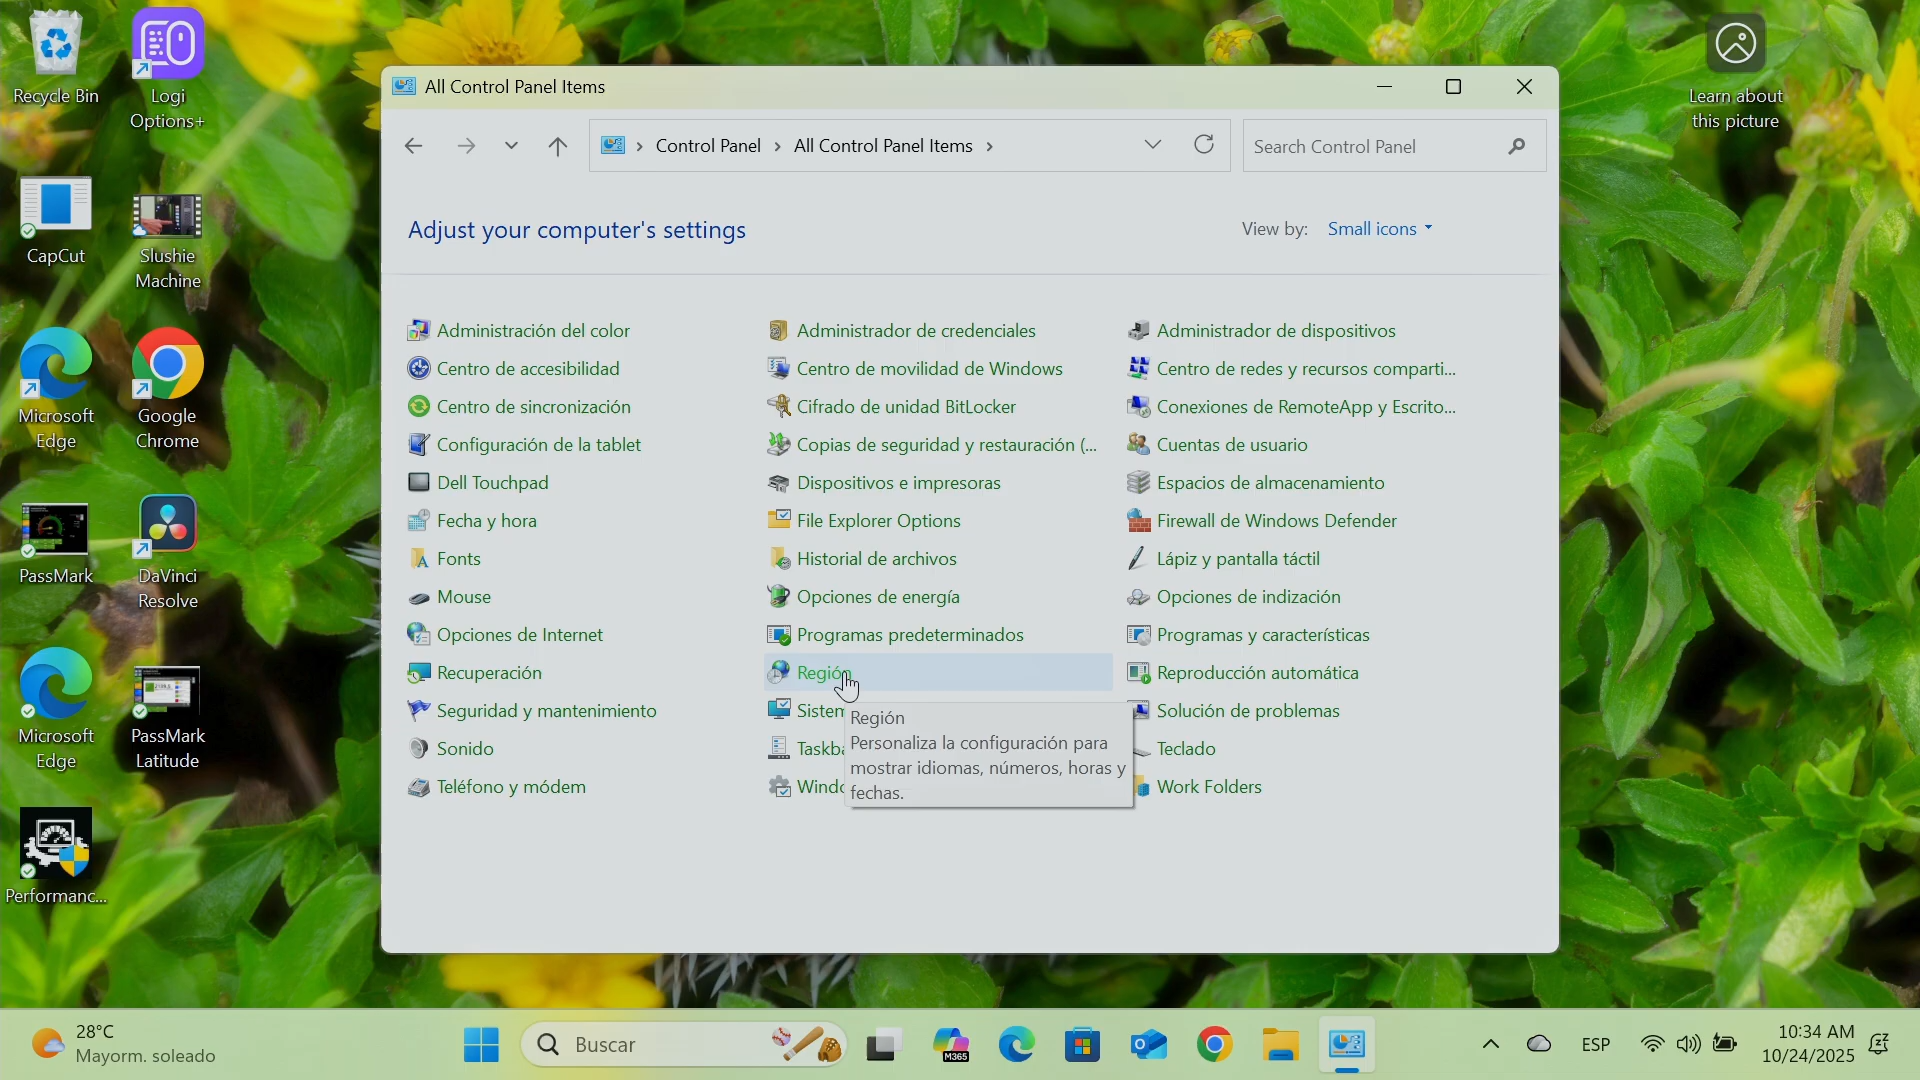 Recycle Bin
Logi
Options+
CapCut
Slushie
Machine
Microsoft
Edge
Google
Chrome
PassMark
DaVinci
Resolve
Microsoft
Edge
PassMark
Latitude
Performanc...
Learn about
this picture
All Control Panel Items
Control Panel > All Control Panel Items >
Search Control Panel
Adjust your computer's settings
View by: Small icons
Administración del color
Administrador de credenciales
Administrador de dispositivos
Centro de accesibilidad
Centro de movilidad de Windows
Centro de redes y recursos comparti...
Centro de sincronización
Cifrado de unidad BitLocker
Conexiones de RemoteApp y Escrito...
Configuración de la tablet
Copias de seguridad y restauración (...
Cuentas de usuario
Dell Touchpad
Dispositivos e impresoras
Espacios de almacenamiento
Fecha y hora
File Explorer Options
Firewall de Windows Defender
Fonts
Historial de archivos
Lápiz y pantalla táctil
Mouse
Opciones de energía
Opciones de indización
Opciones de Internet
Programas predeterminados
Programas y características
Recuperación
Región
Reproducción automática
Seguridad y mantenimiento
Solución de problemas
Sonido
Teclado
Teléfono y módem
Work Folders
Región
Personaliza la configuración para
mostrar idiomas, números, horas y
fechas.
28°C
Mayorm. soleado
Buscar
M365
ESP
10:34 AM
10/24/2025